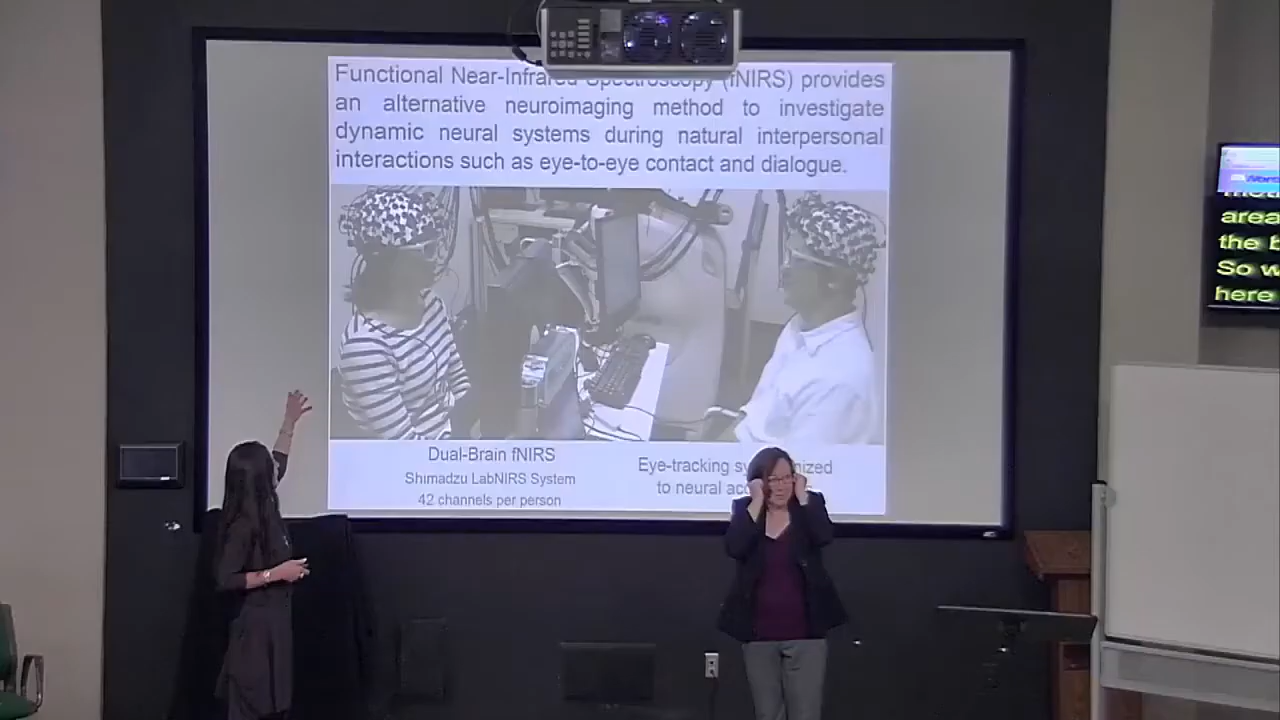 Functional Near-Infrared Spectroscopy (fNIRS) provides
an alternative neuroimaging method to investigate
dynamic neural systems during natural interpersonal
interactions such as eye-to-eye contact and dialogue.
Dual-Brain fNIRS
Shimadzu LabNIRS System
42 channels per person
Eye-tracking
to neural
area
the b
So w
here